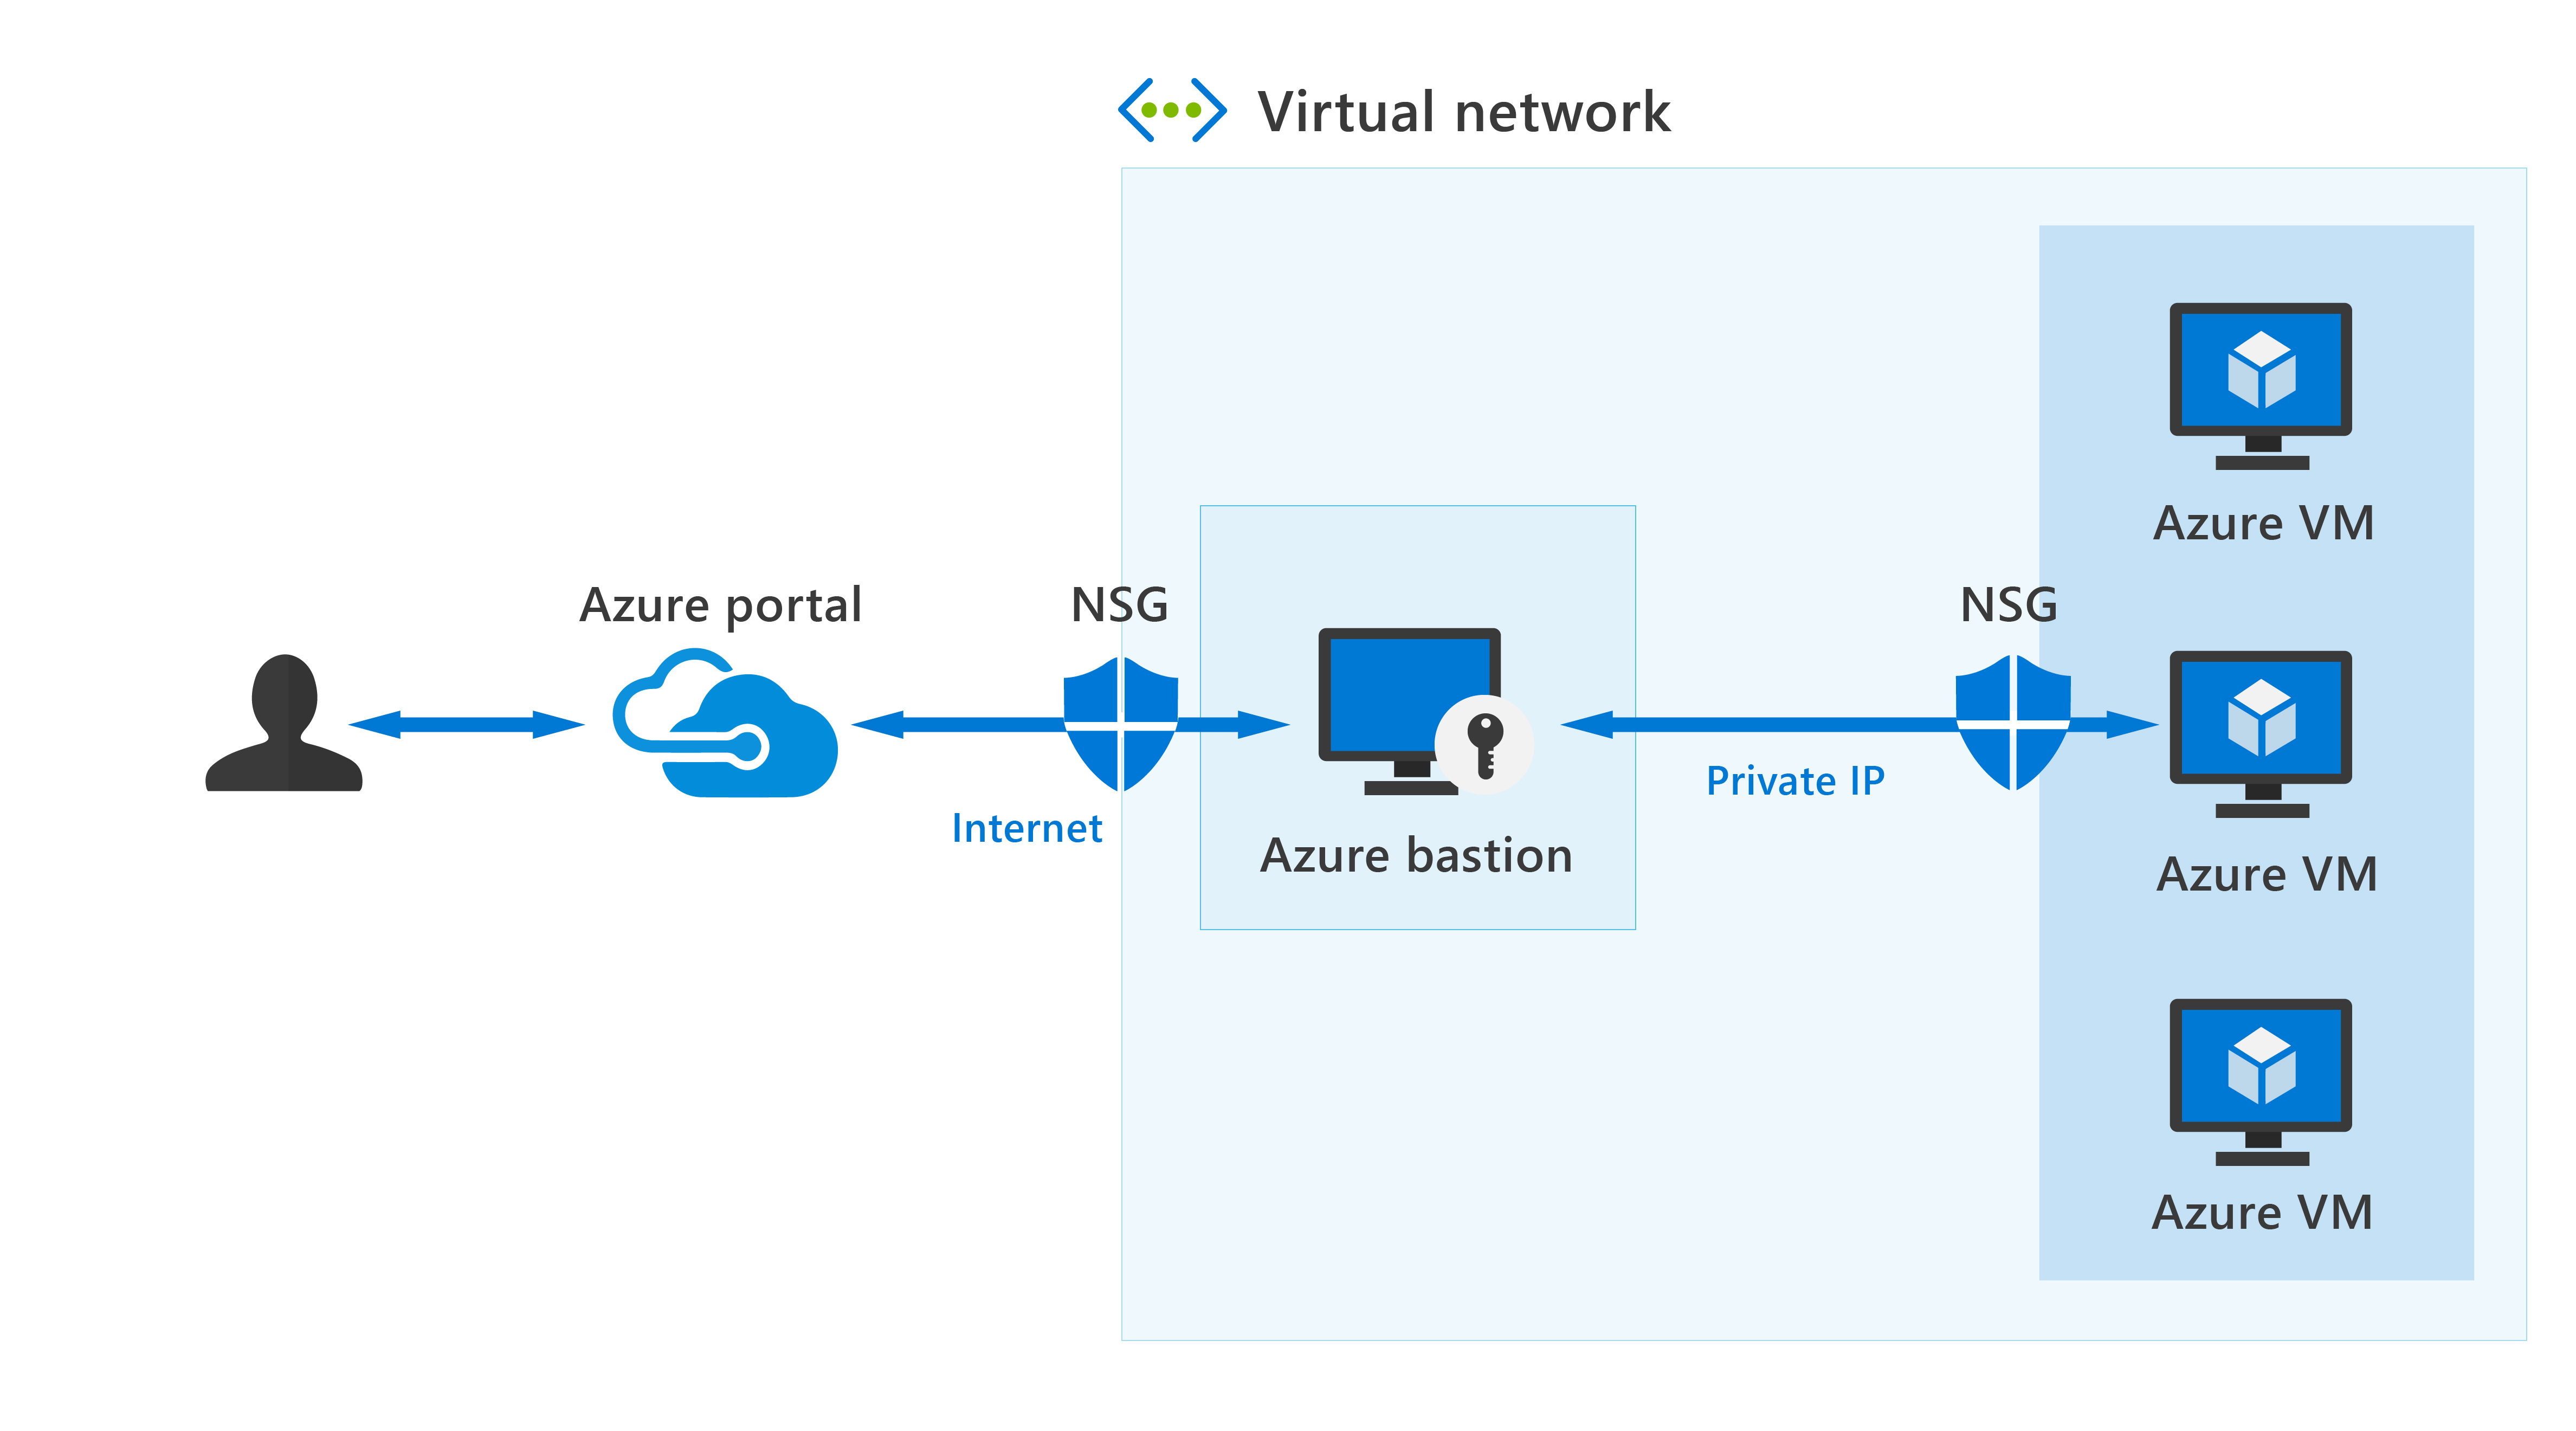 Virtual network
Azure VM
Azure portal
NSG
NSG
Internet
Private IP
Azure bastion
Azure VM
Azure VM